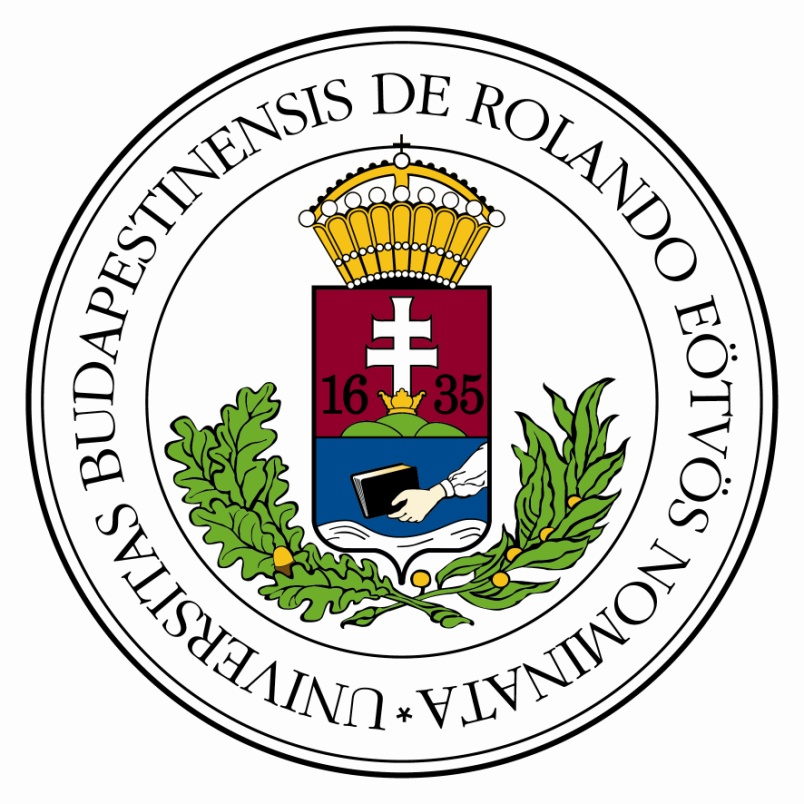 UNIVERSITAS BUDAPESTINENSIS DE ROLANDO EÖTVÖS NOMINATA *
16 35